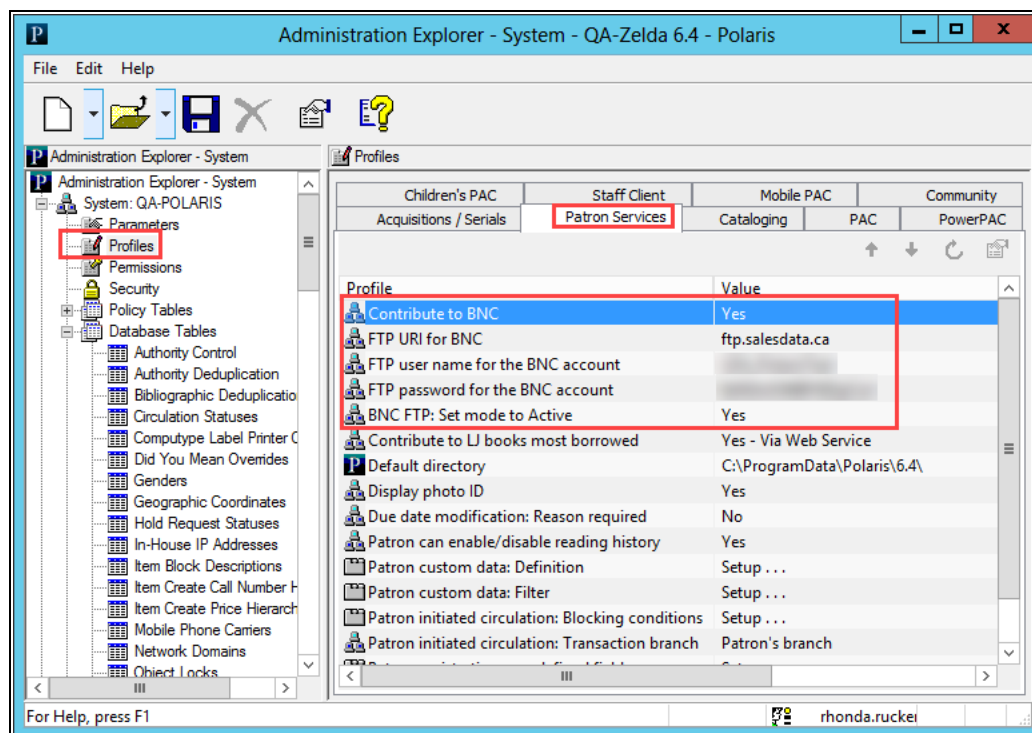 Administration Explorer - System - QA-Zelda 6.4 - Polaris
File Edit Help
Administration Explorer - System
Profiles
Administration Explorer - System
System: QA-POLARIS
Parameters
Profiles
Permissions
Security
Policy Tables
Database Tables
Authority Control
Authority Deduplication
Bibliographic Deduplicatio
Circulation Statuses
Computype Label Printer C
Did You Mean Overrides
Genders
Geographic Coordinates
Hold Request Statuses
In-House IP Addresses
Item Block Descriptions
Item Create Call Number H
Item Create Price Hierarch
Mobile Phone Carriers
Network Domains
Object Locks
Children's PAC Staff Client Mobile PAC Community
Acquisitions / Serials Patron Services Cataloging PAC PowerPAC
Profile Value
Contribute to BNC Yes
FTP URI for BNC ftp.salesdata.ca
FTP user name for the BNC account
FTP password for the BNC account
BNC FTP: Set mode to Active Yes
Contribute to LJ books most borrowed Yes - Via Web Service
Default directory C:\ProgramData\Polaris\6.4\
Display photo ID Yes
Due date modification: Reason required No
Patron can enable/disable reading history Yes
Patron custom data: Definition Setup . . .
Patron custom data: Filter Setup . . .
Patron initiated circulation: Blocking conditions Setup . . .
Patron initiated circulation: Transaction branch Patron's branch
For Help, press F1 rhonda.rucker